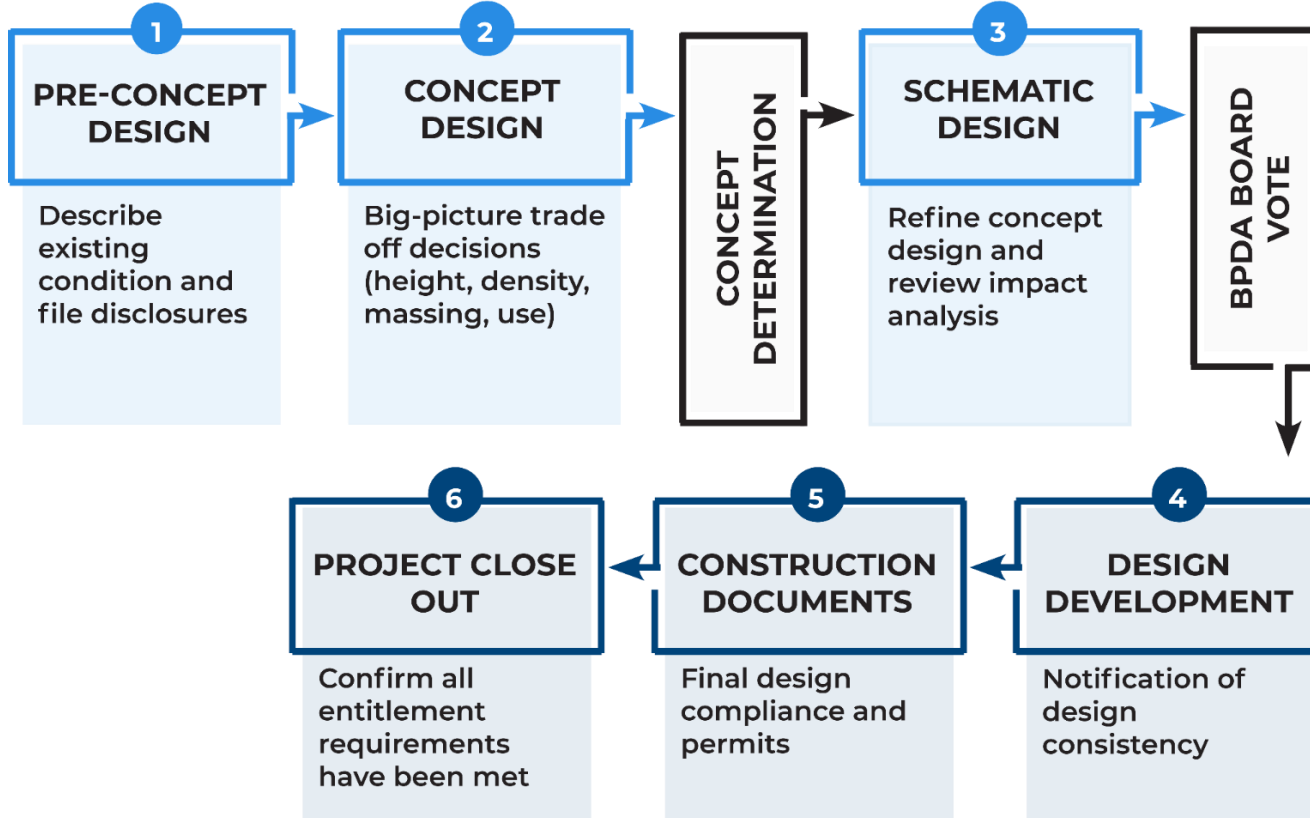 1
PRE-CONCEPT
DESIGN
Describe
existing
condition and
file disclosures
2
CONCEPT
DESIGN
Big-picture trade
off decisions
(height, density,
massing, use)
CONCEPT
DETERMINATION
3
SCHEMATIC
DESIGN
Refine concept
design and
review impact
analysis
BPDA BOARD
VOTE
4
DESIGN
DEVELOPMENT
Notification of
design
consistency
5
CONSTRUCTION
DOCUMENTS
Final design
compliance and
permits
6
PROJECT CLOSE
OUT
Confirm all
entitlement
requirements
have been met